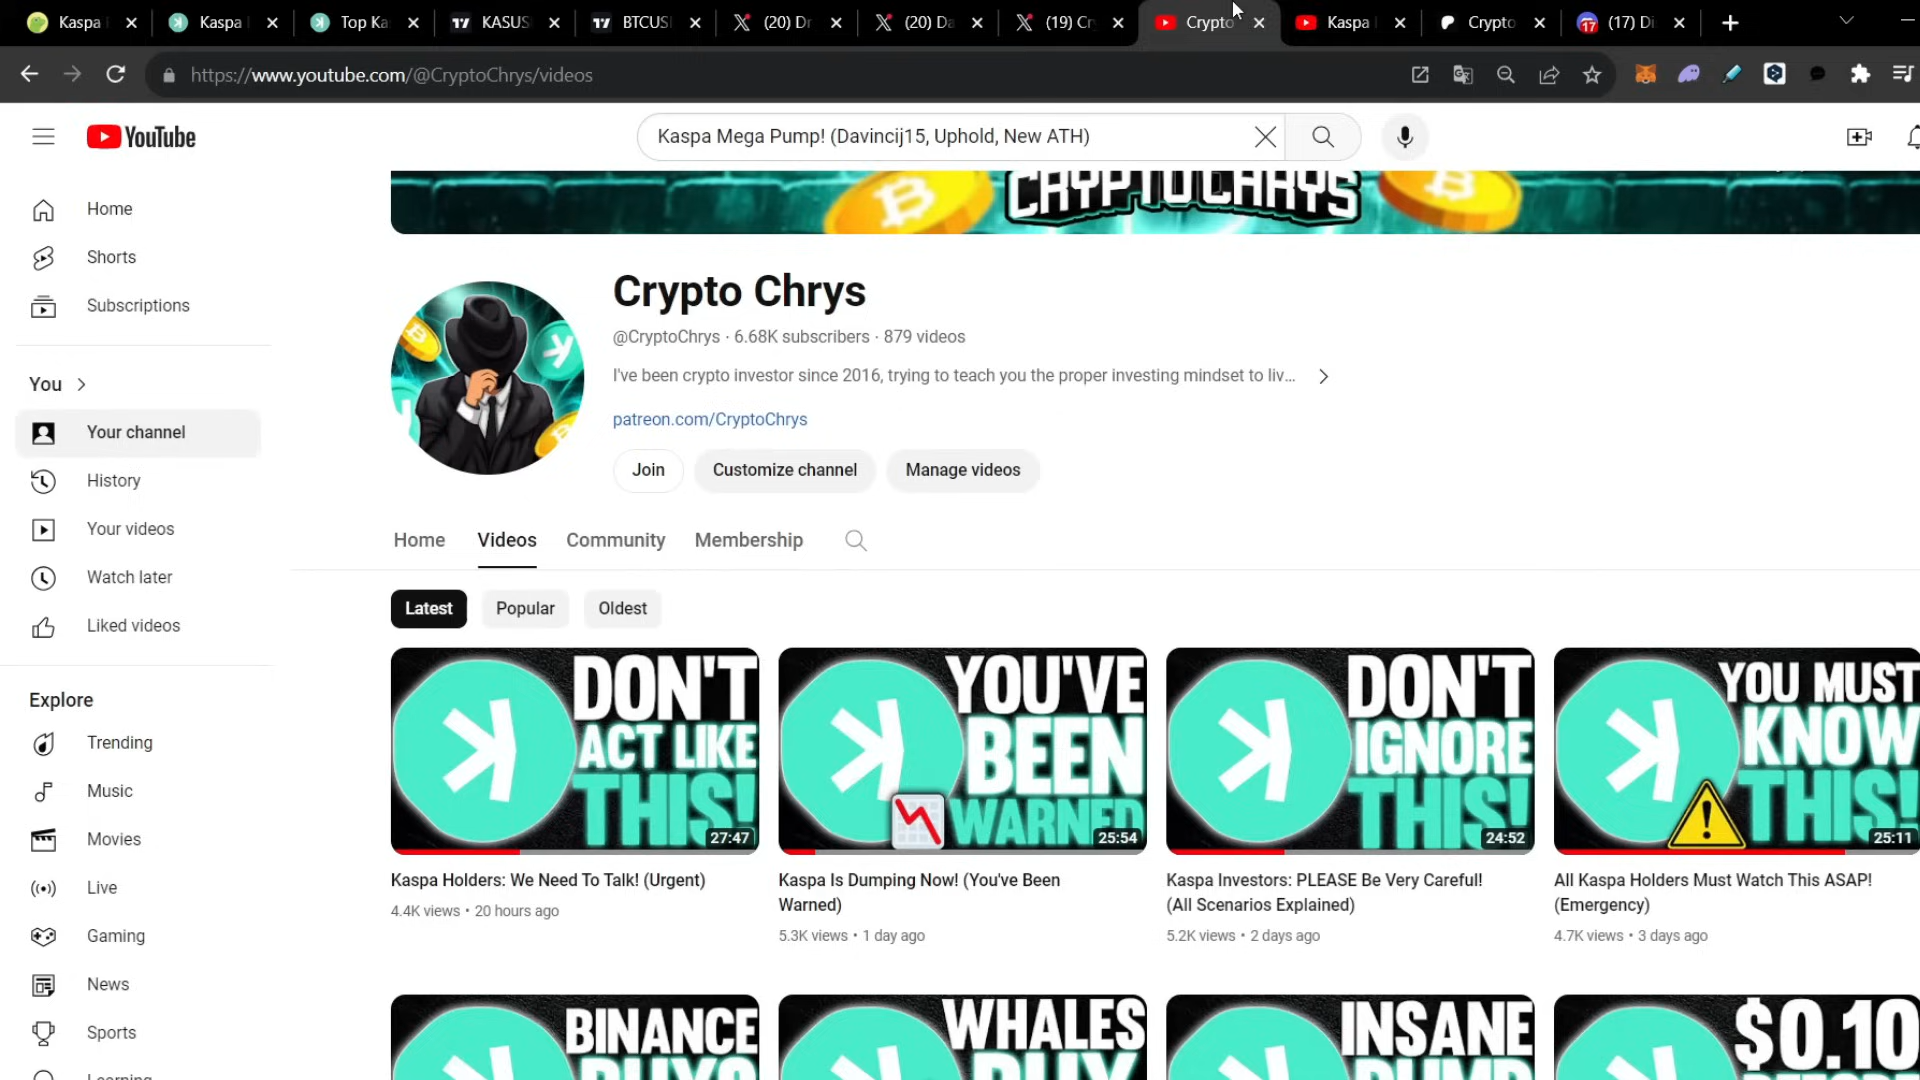 Kaspa
Kaspa
Top Ka
KASUS
BTCUS
(20) Dr
(20) Da
(19) Cr
Crypto
Kaspa
Crypto
(17) Di
https://www.youtube.com/@CryptoChrys/videos
YouTube
Kaspa Mega Pump! (Davincij15, Uphold, New ATH)
Home
Shorts
Subscriptions
You
Your channel
History
Your videos
Watch later
Liked videos
Explore
Trending
Music
Movies
Live
Gaming
News
Sports
CRYPTO CHRYS
Crypto Chrys
@CryptoChrys · 6.68K subscribers · 879 videos
I've been crypto investor since 2016, trying to teach you the proper investing mindset to liv...
patreon.com/CryptoChrys
Join
Customize channel
Manage videos
Home
Videos
Community
Membership
Latest
Popular
Oldest
DON'T
ACT LIKE
THIS!
27:47
Kaspa Holders: We Need To Talk! (Urgent)
4.4K views • 20 hours ago
YOU'VE
BEEN
WARNED
25:54
Kaspa Is Dumping Now! (You've Been
Warned)
5.3K views • 1 day ago
DON'T
IGNORE
THIS!
24:52
Kaspa Investors: PLEASE Be Very Careful!
(All Scenarios Explained)
5.2K views • 2 days ago
YOU MUST
KNOW
THIS!
25:11
All Kaspa Holders Must Watch This ASAP!
(Emergency)
4.7K views • 3 days ago
BINANCE
BUYS
WHALES
BUY
INSANE
PUMP
$0.10